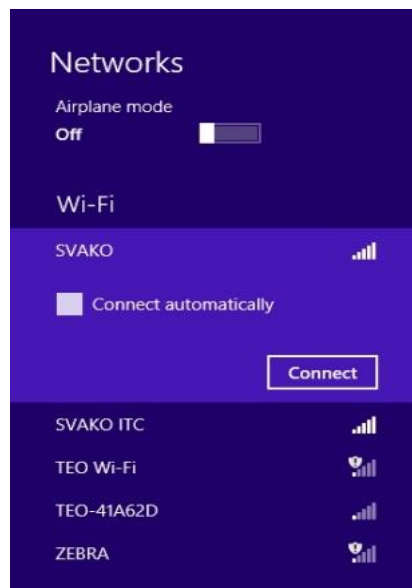 Networks
Airplane mode
Off
Wi-Fi
SVAKO
Connect automatically
Connect
SVAKO ITC
TEO Wi-Fi
TEO-41A62D
ZEBRA